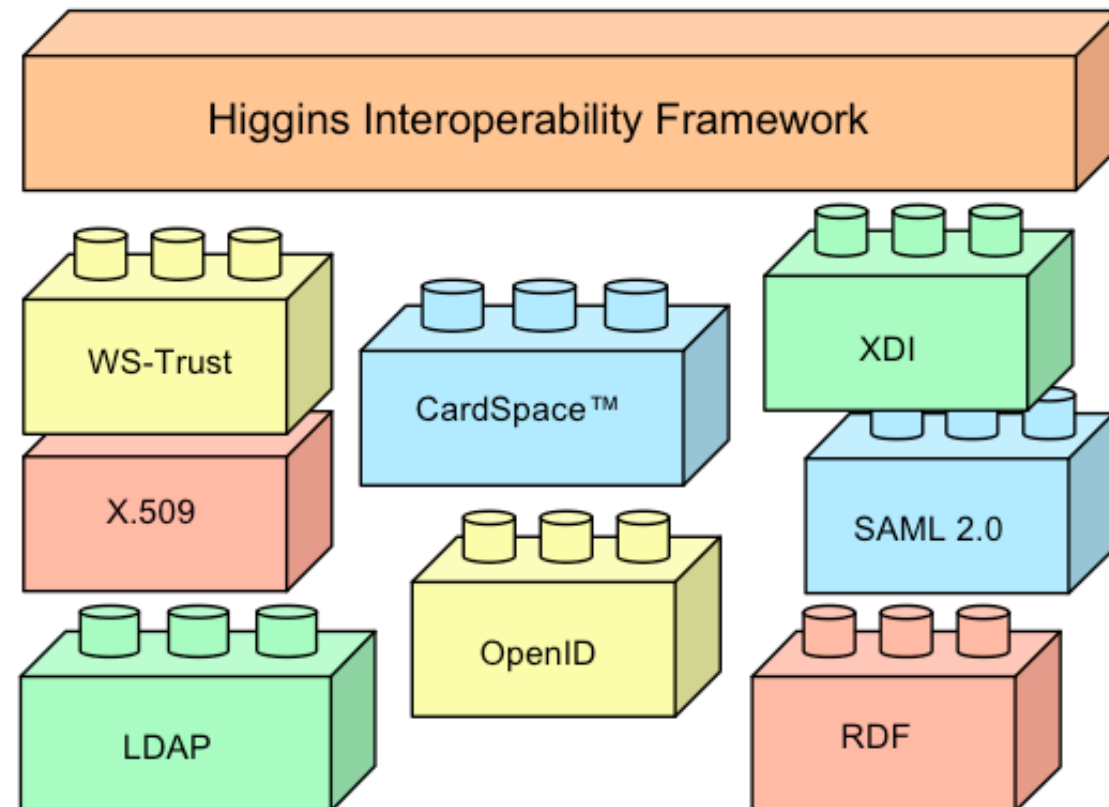 Higgins Interoperability Framework
WS-Trust
CardSpace™
XDI
X.509
SAML 2.0
OpenID
LDAP
RDF